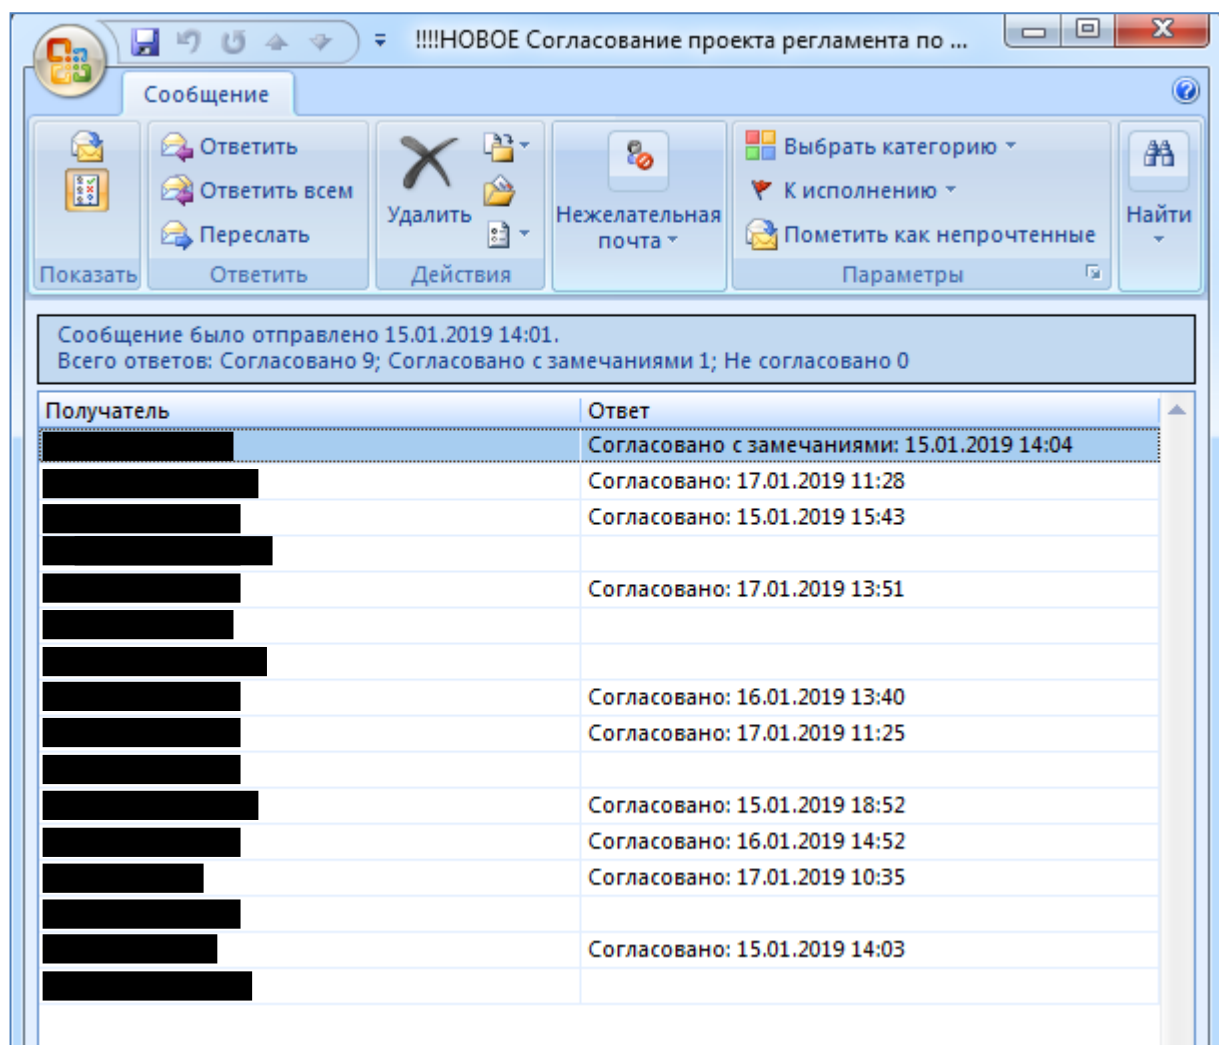 !!!!НОВОЕ Согласование проекта регламента по ...
Сообщение
Ответить
Ответить всем
Переслать
Удалить
Нежелательная
почта
Выбрать категорию
К исполнению
Пометить как непрочтенные
Найти
Показать
Ответить
Действия
Параметры
Сообщение было отправлено 15.01.2019 14:01.
Всего ответов: Согласовано 9; Согласовано с замечаниями 1; Не согласовано 0
Получатель Ответ
Согласовано с замечаниями: 15.01.2019 14:04
Согласовано: 17.01.2019 11:28
Согласовано: 15.01.2019 15:43
Согласовано: 17.01.2019 13:51
Согласовано: 16.01.2019 13:40
Согласовано: 17.01.2019 11:25
Согласовано: 15.01.2019 18:52
Согласовано: 16.01.2019 14:52
Согласовано: 17.01.2019 10:35
Согласовано: 15.01.2019 14:03